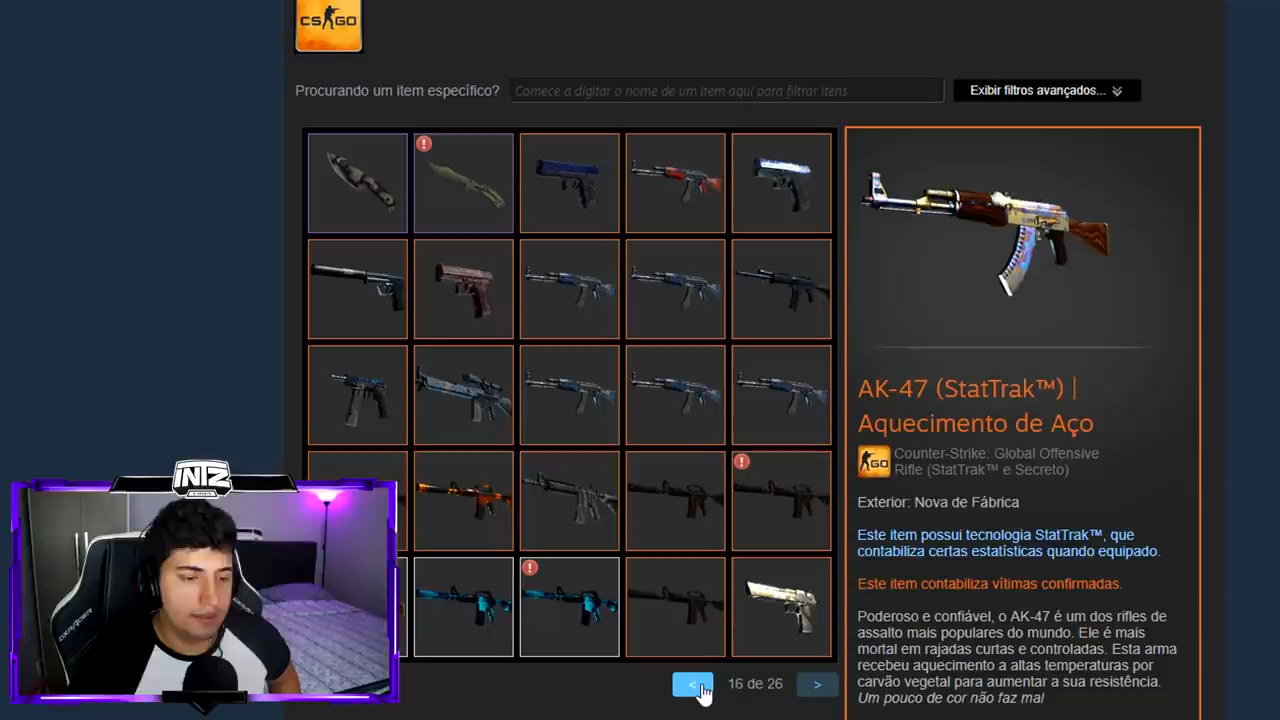 CS GO
Procurando um item específico?
Comece a digitar o nome de um item aqui para filtrar itens
Exibir filtros avançados...
!
!
!
AK-47 (StatTrak™) |
Aquecimento de Aço
GO
Counter-Strike: Global Offensive
Rifle (StatTrak™ e Secreto)
Exterior: Nova de Fábrica
Este item possui tecnologia StatTrak™, que
contabiliza certas estatísticas quando equipado.
Este item contabiliza vítimas confirmadas.
Poderoso e confiável, o AK-47 é um dos rifles de
assalto mais populares do mundo. Ele é mais
mortal em rajadas curtas e controladas. Esta arma
recebeu aquecimento a altas temperaturas por
carvão vegetal para aumentar a sua resistência.
Um pouco de cor não faz mal
< 16 de 26 >
INTZ
DXRACER